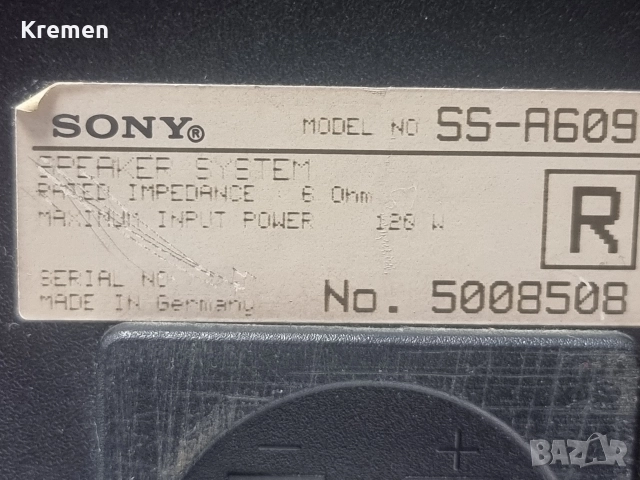 Kremen
SONY® MODEL NO SS-A609
SPEAKER SYSTEM
RATED IMPEDANCE : 6 Ohm
MAXIMUM INPUT POWER 120 W
R
SERIAL NO No. 5008508
MADE IN Germany
- +
BAZAR